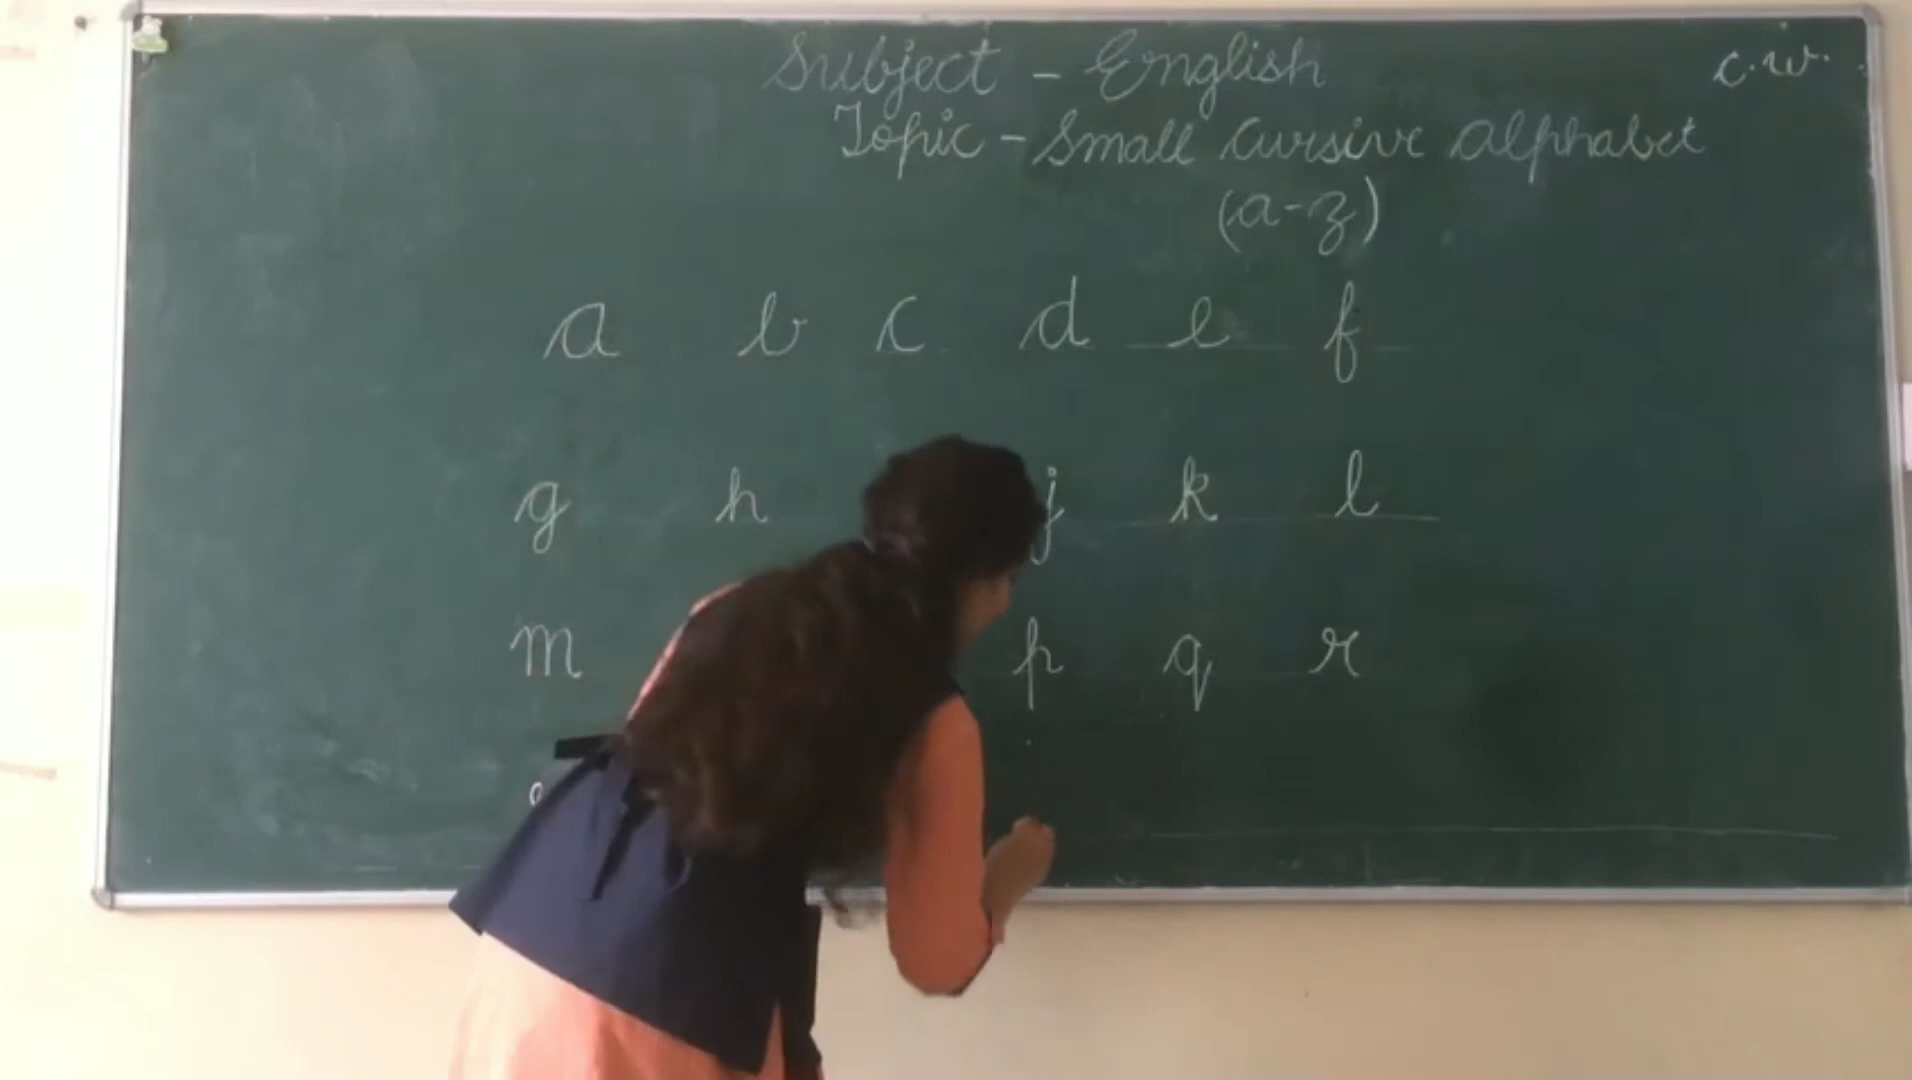 Subject - English c.w.
Topic - Small cursive alphabet
(a-z)
a b c d e f
g h j k l
m p q r